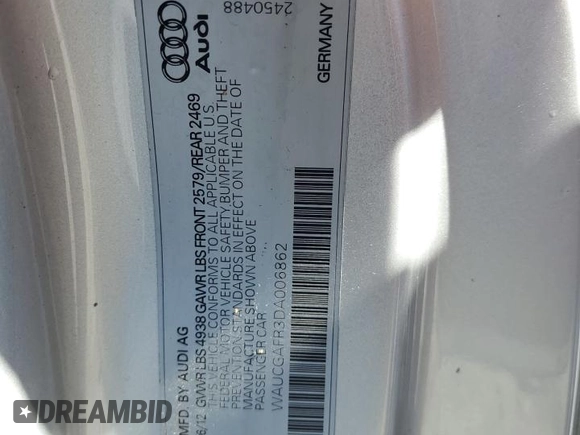 MFD. BY AUDI AG
6/12 GVWR LBS 4938 GAWR LBS FRONT 2579/REAR 2469
THIS VEHICLE CONFORMS TO ALL APPLICABLE U.S.
FEDERAL MOTOR VEHICLE SAFETY BUMPER AND THEFT
PREVENTION STANDARDS IN EFFECT ON THE DATE OF
MANUFACTURE SHOWN ABOVE
PASSENGER CAR
WAUCGAFR3DA006862
Audi
2450488
GERMANY
DREAMBID